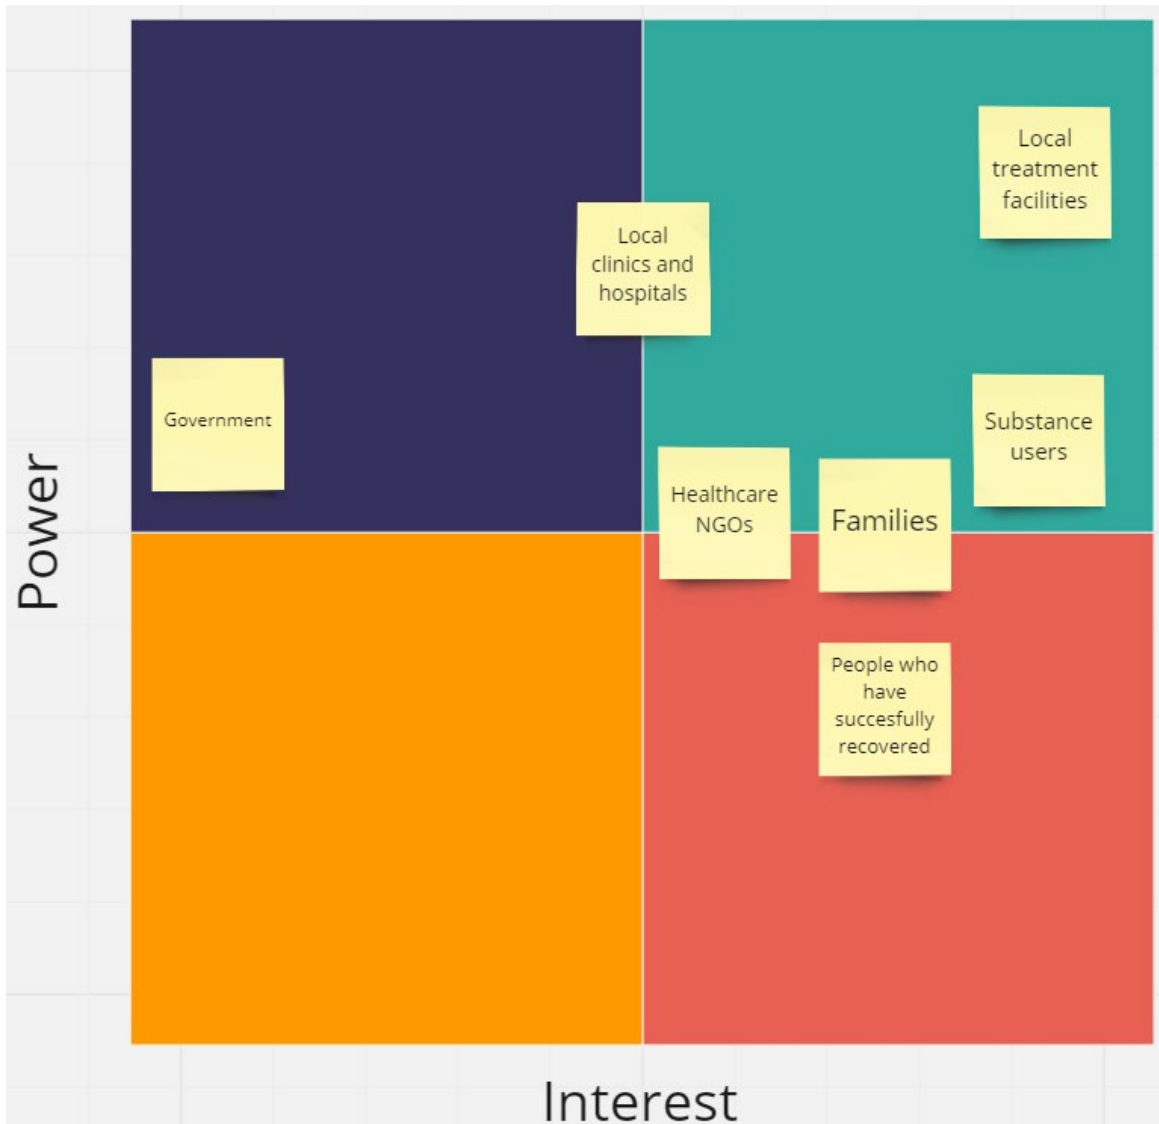 Local
treatment
facilities
Local
clinics and
hospitals
Government
Substance
users
Healthcare
NGOs
Families
People who
have
succesfully
recovered
Power
Interest